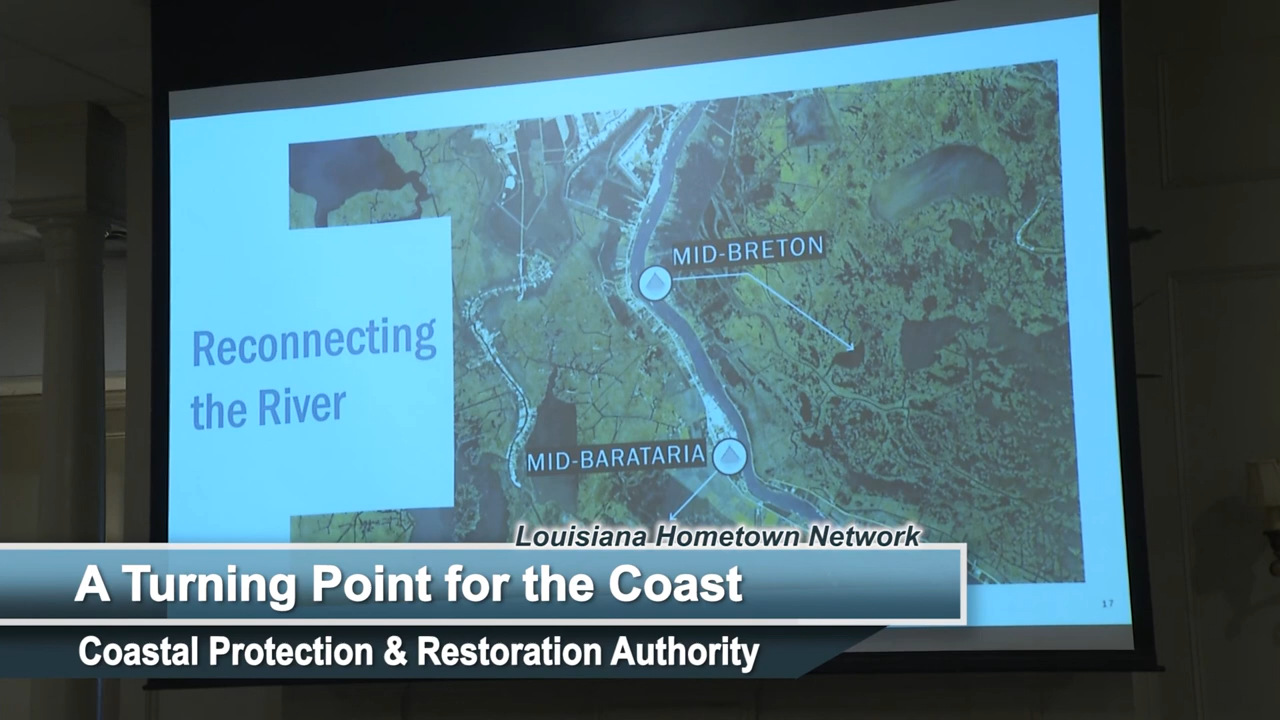 MID-BRETON
Reconnecting
the River
MID-BARATARIA
Louisiana Hometown Network
A Turning Point for the Coast
17
Coastal Protection & Restoration Authority